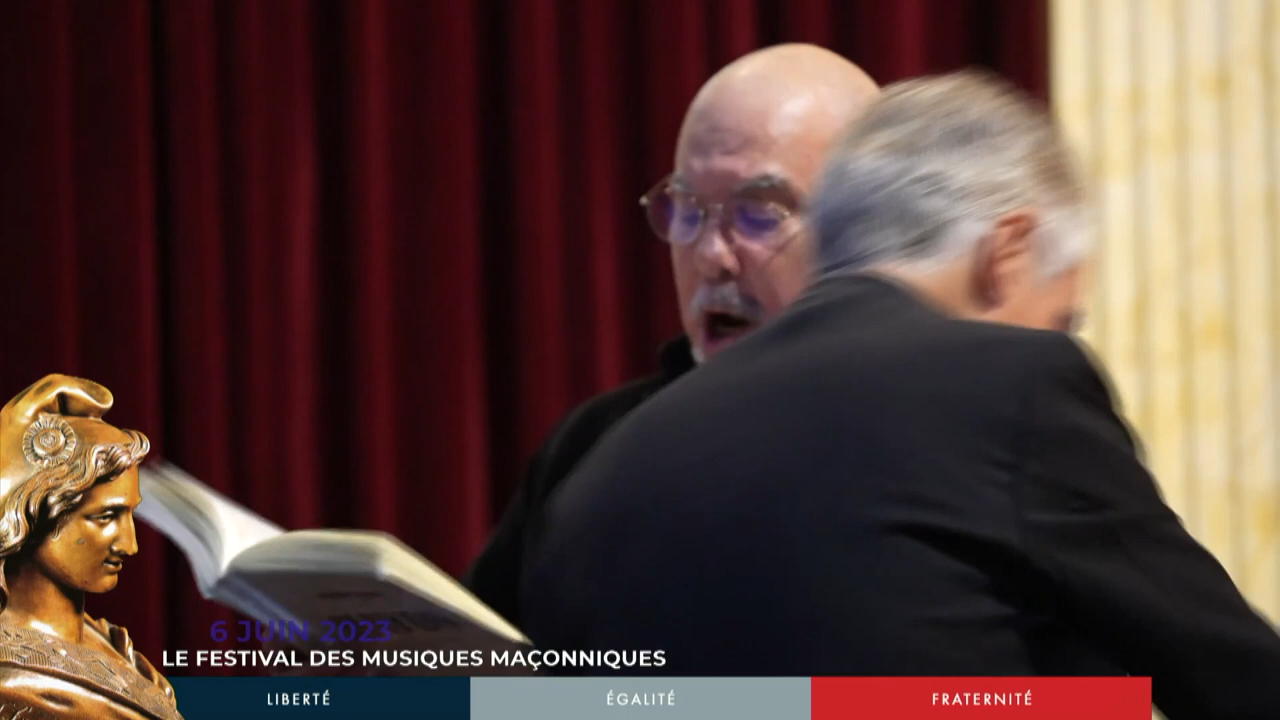 6 JUIN 2023
LE FESTIVAL DES MUSIQUES MAÇONNIQUES
LIBERTÉ
ÉGALITÉ
FRATERNITÉ